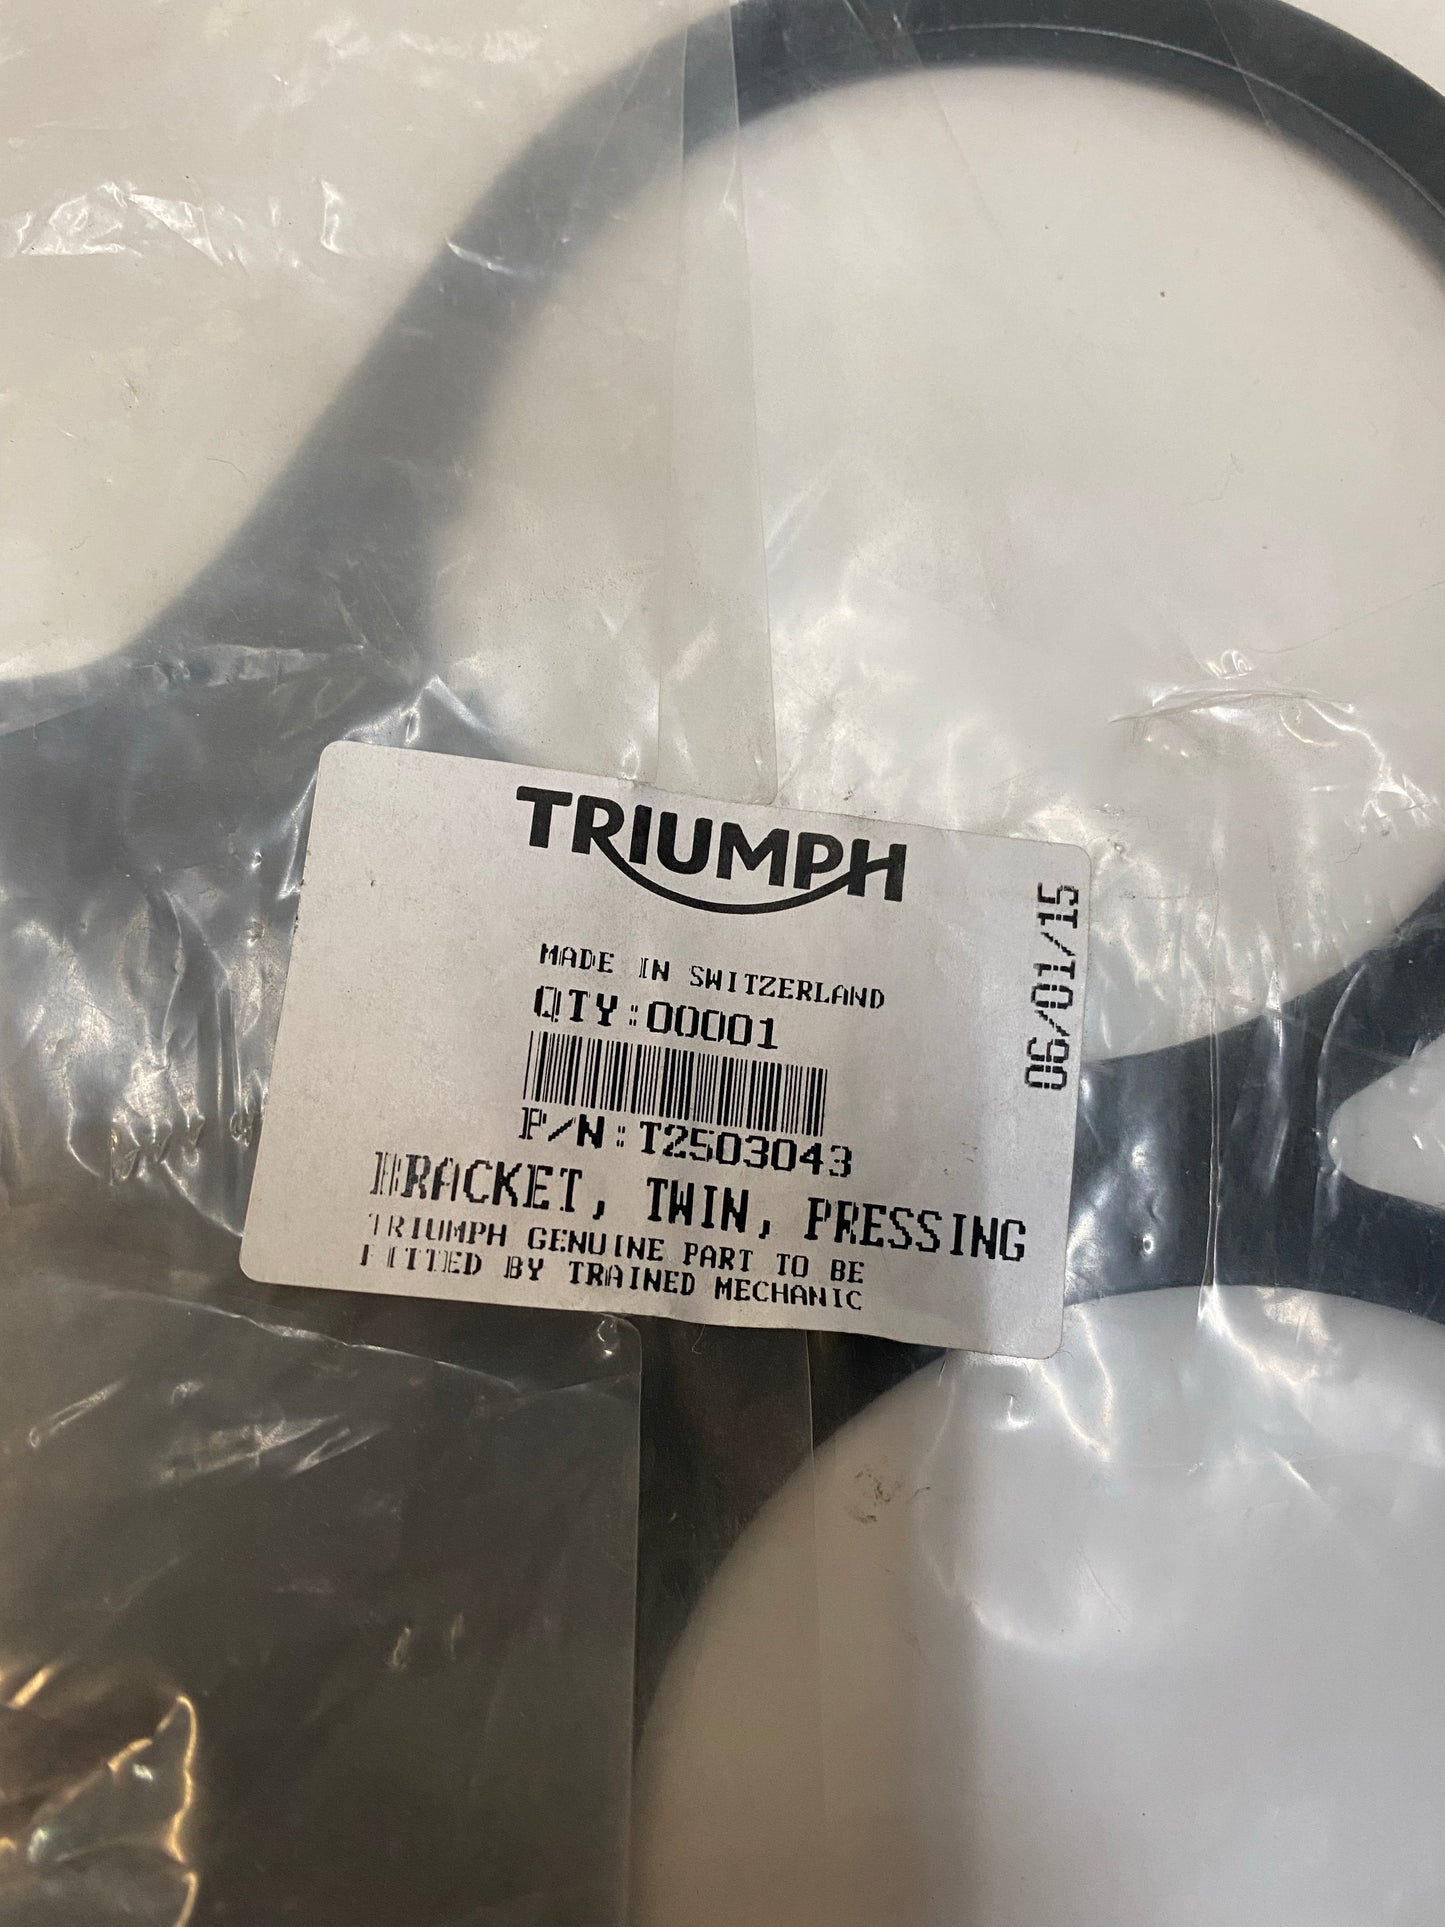 TRIUMPH
MADE IN SWITZERLAND
QTY:00001
P/N:T2503043
BRACKET, TWIN, PRESSING
TRIUMPH GENUINE PART TO BE
FITTED BY TRAINED MECHANIC
06/01/15